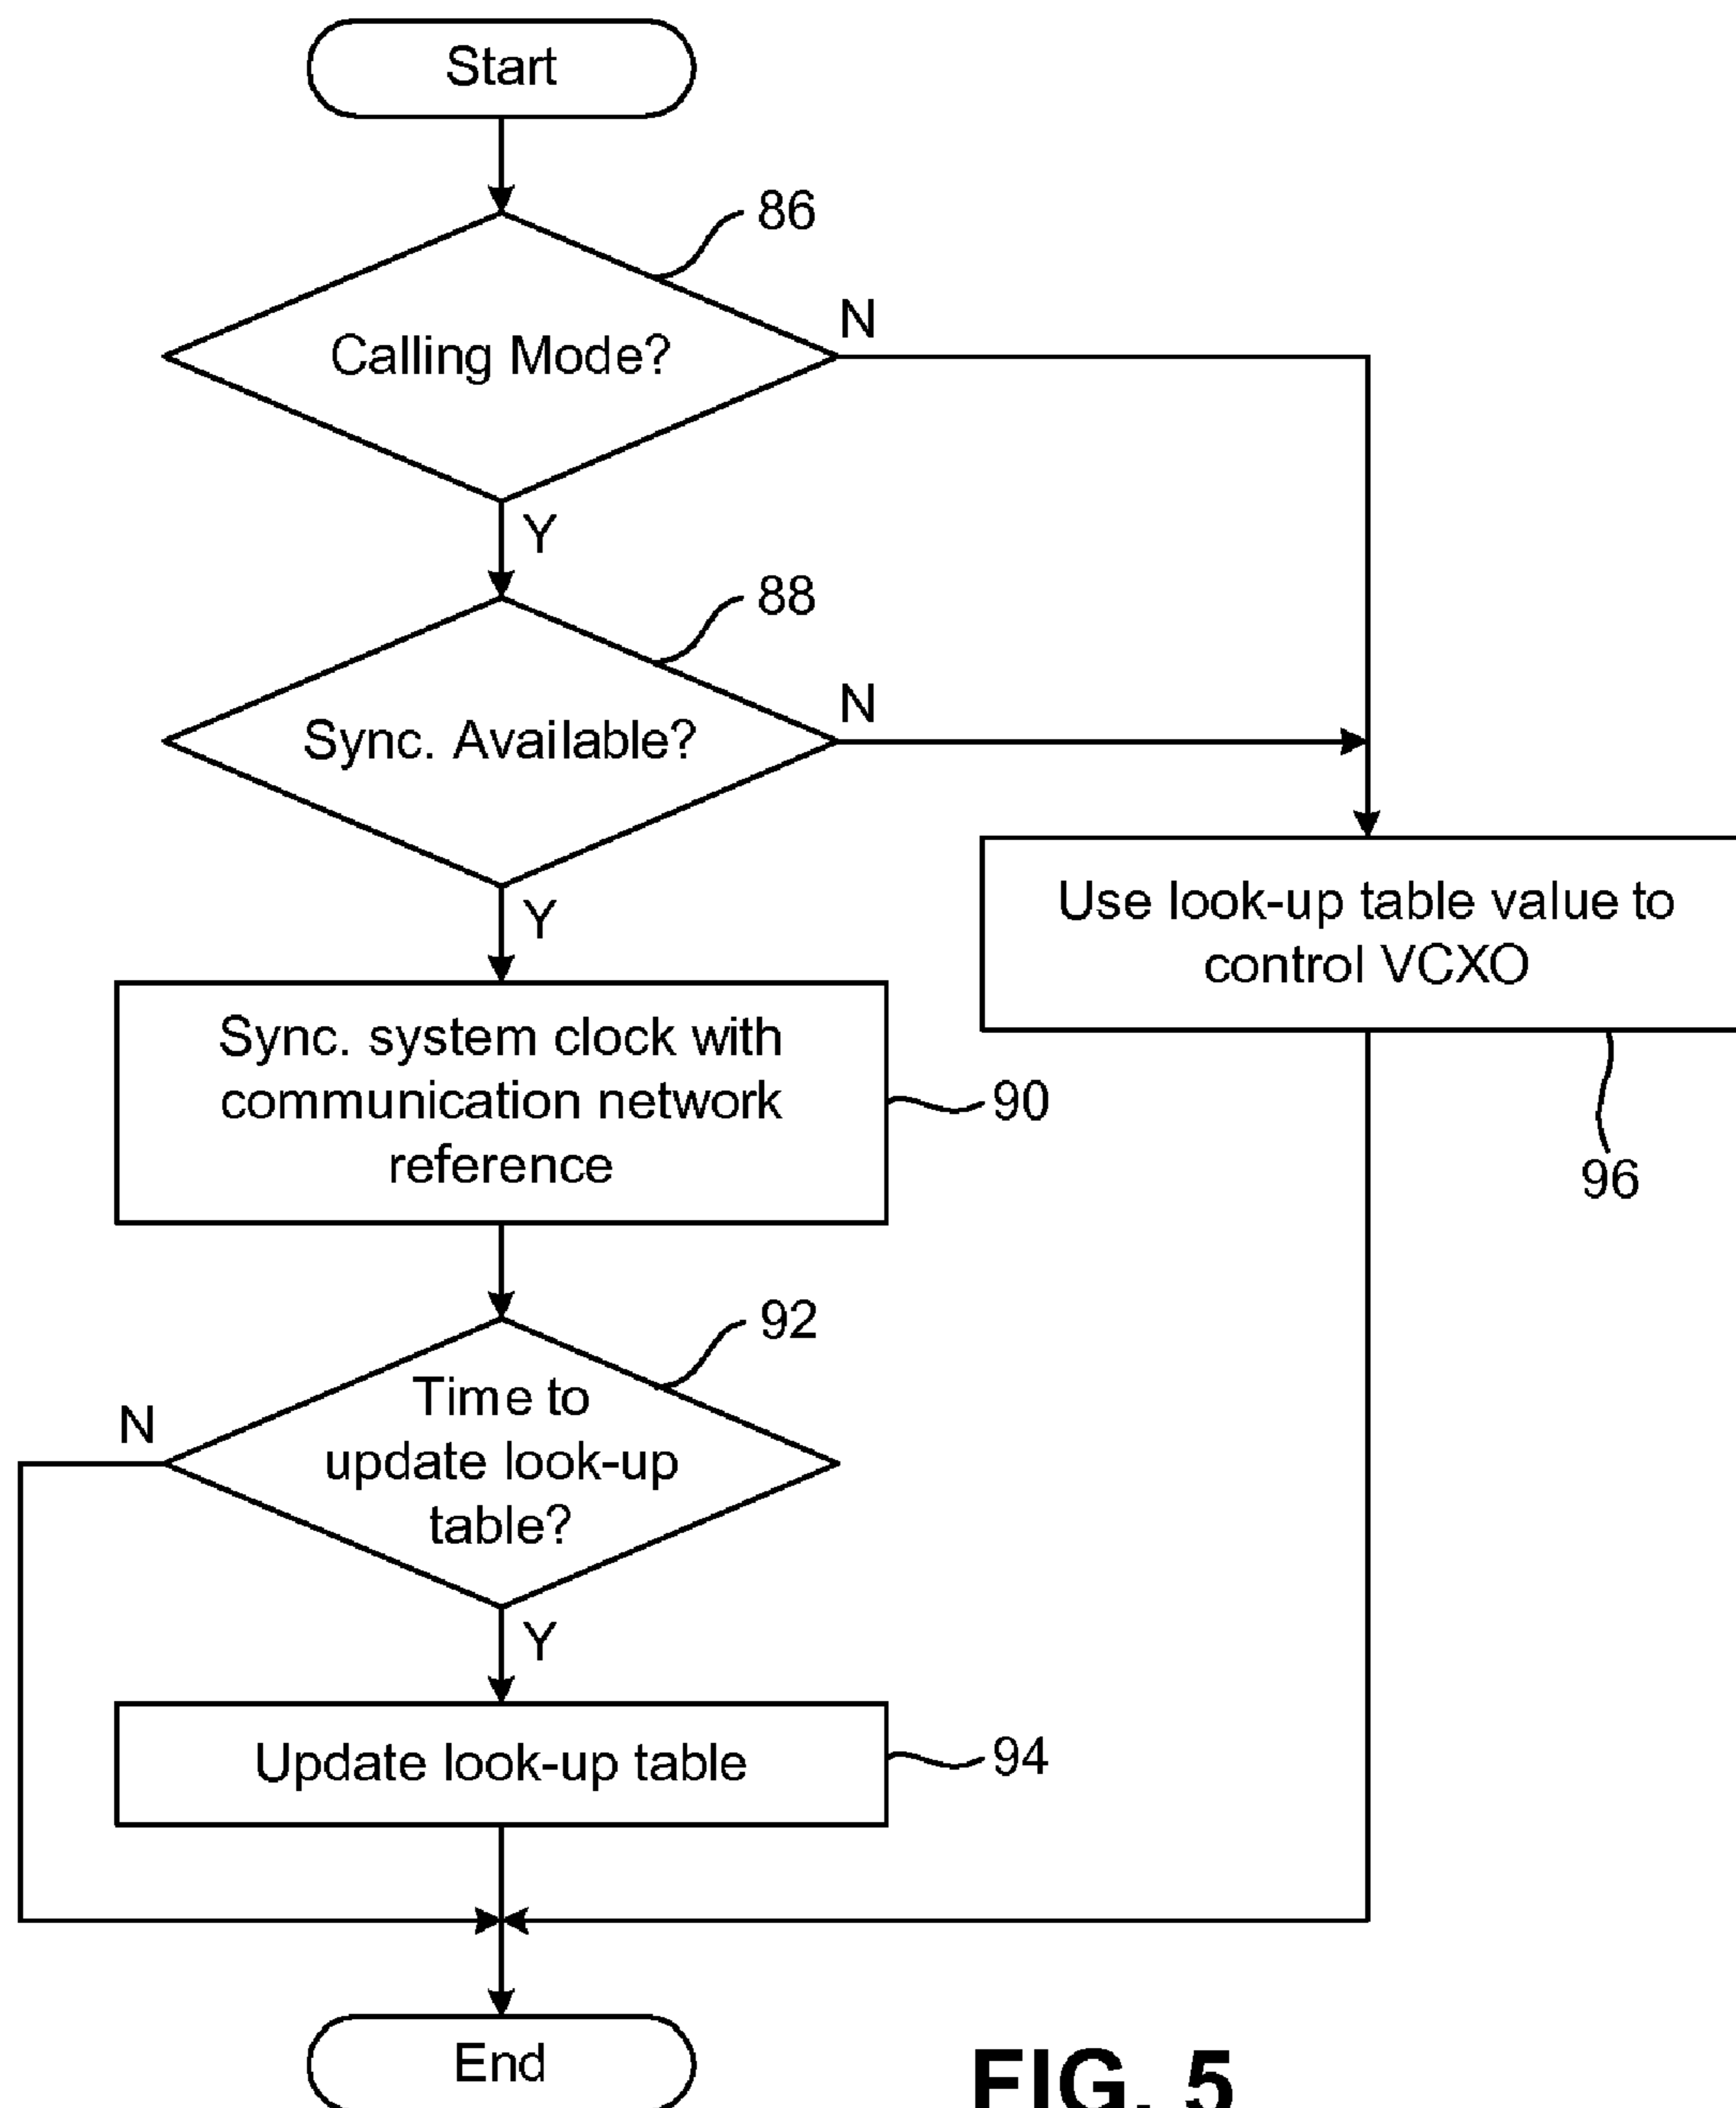 Start
86
Calling Mode?
N
Y
88
Sync. Available?
N
Y
Use look-up table value to
control VCXO
96
Sync. system clock with
communication network
reference
90
92
Time to
update look-up
table?
N
Y
Update look-up table
94
End
FIG. 5